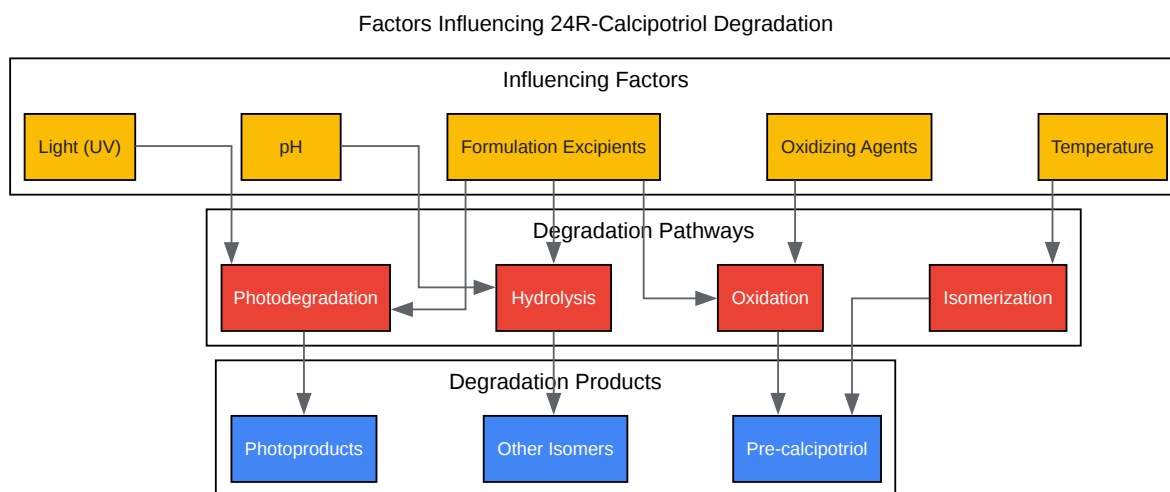 Factors Influencing 24R-Calcipotriol Degradation
Influencing Factors
Light (UV)
pH
Formulation Excipients
Oxidizing Agents
Temperature
Degradation Pathways
Photodegradation
Hydrolysis
Oxidation
Isomerization
Degradation Products
Photoproducts
Other Isomers
Pre-calcipotriol